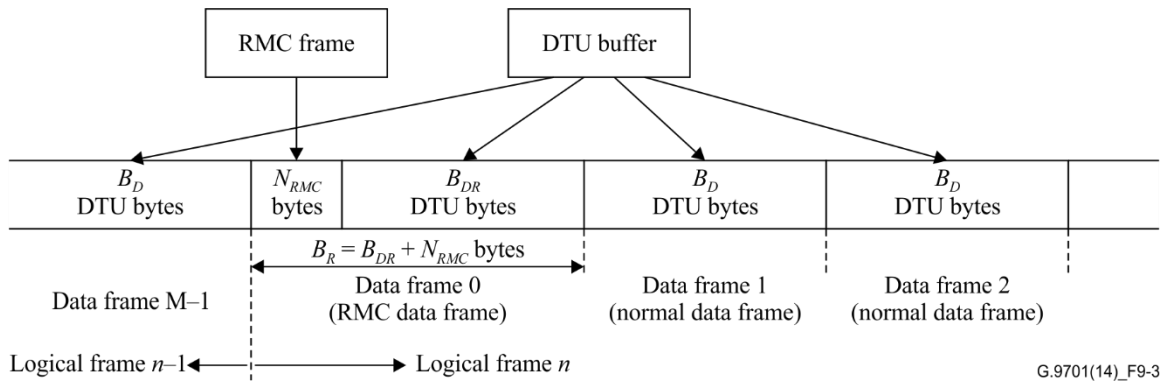 RMC frame
DTU buffer
B_D
DTU bytes
N_RMC
bytes
B_DR
DTU bytes
B_D
DTU bytes
B_D
DTU bytes
B_R = B_DR + N_RMC bytes
Data frame M–1
Data frame 0
(RMC data frame)
Data frame 1
(normal data frame)
Data frame 2
(normal data frame)
Logical frame n–1
Logical frame n
G.9701(14)_F9-3